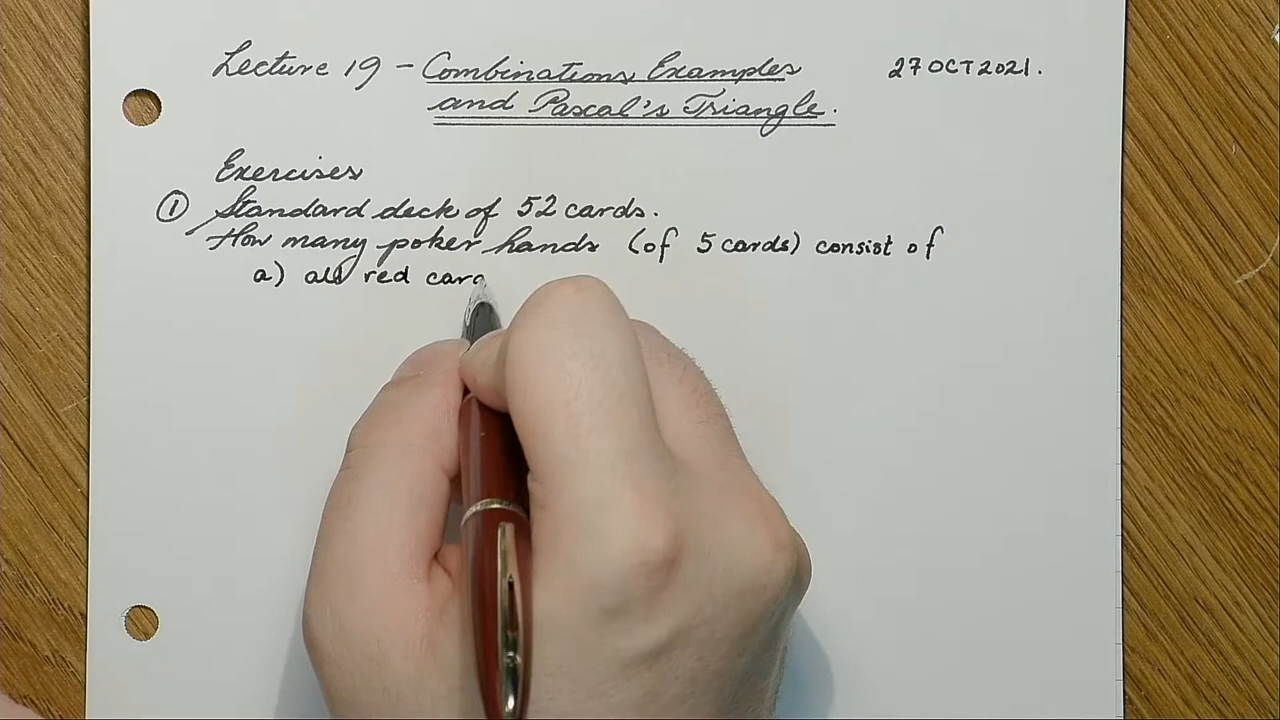 Lecture 19 - Combinations Examples 27 OCT 2021.
and Pascal's Triangle.
Exercises
① Standard deck of 52 cards.
How many poker hands (of 5 cards) consist of
a) all red card